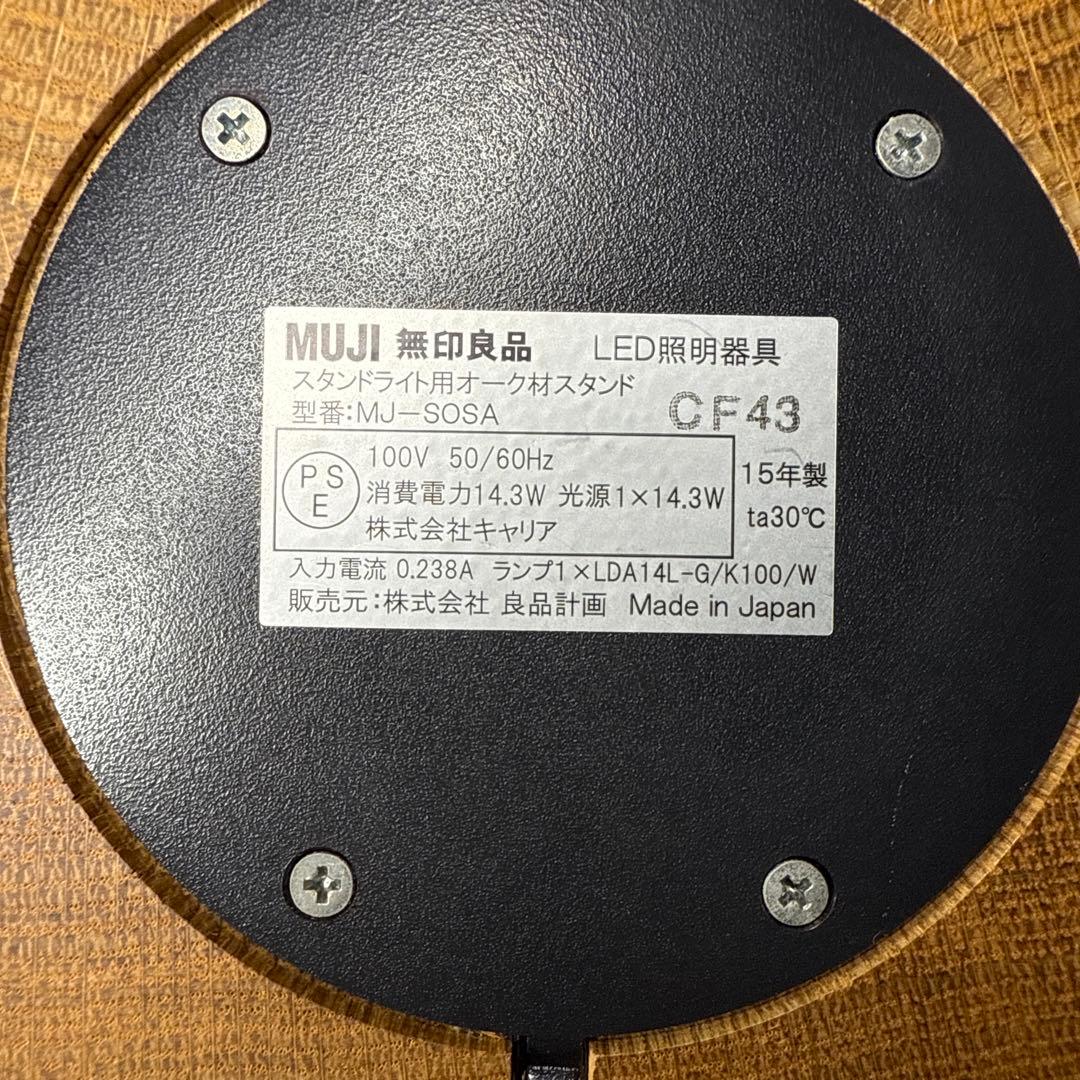 MUJI 無印良品 LED照明器具
スタンドライト用オーク材スタンド
型番:MJ-SOSA CF43
PSE
100V 50/60Hz
消費電力14.3W 光源1×14.3W
株式会社キャリア
15年製
ta30℃
入力電流 0.238A ランプ1×LDA14L-G/K100/W
販売元:株式会社 良品計画 Made in Japan